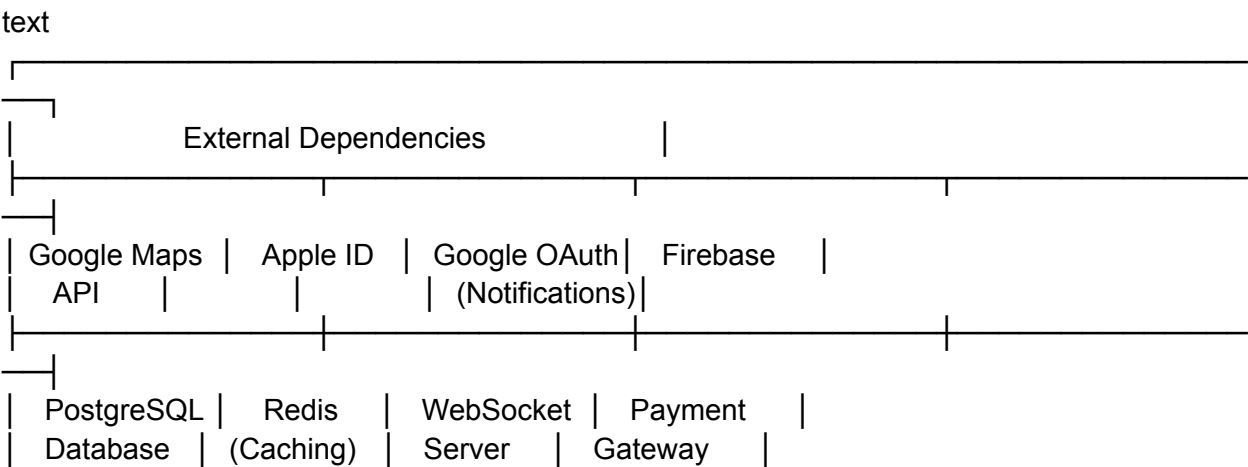 text
External Dependencies
│ Google Maps │ Apple ID │ Google OAuth│ Firebase │
│ API │ │ │ (Notifications)│
│ PostgreSQL │ Redis │ WebSocket │ Payment │
│ Database │ (Caching) │ Server │ Gateway │